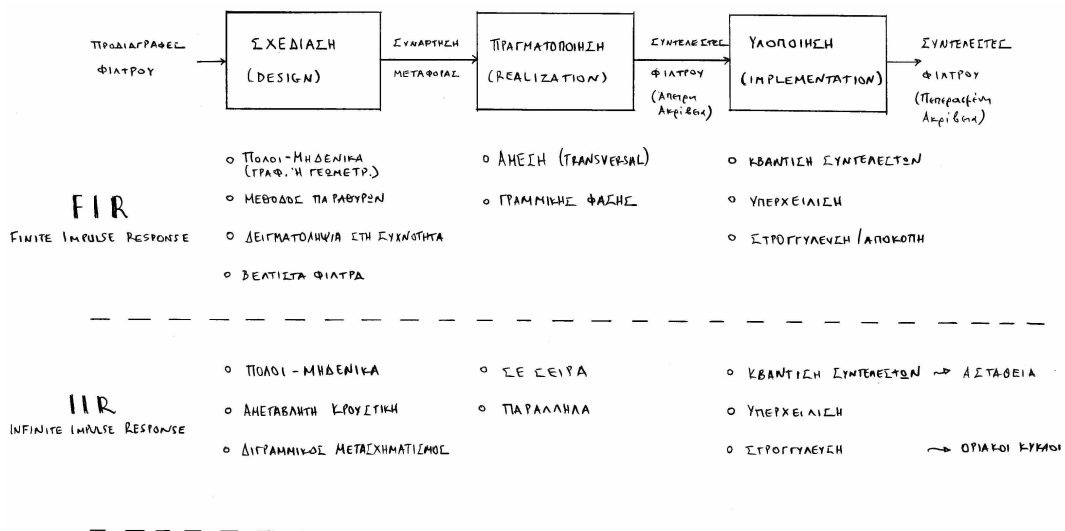 ΠΡΟΔΙΑΓΡΑΦΕΣ
ΦΙΛΤΡΟΥ
ΣΧΕΔΙΑΣΗ
(DESIGN)
ΣΥΝΑΡΤΗΣΗ
ΜΕΤΑΦΟΡΑΣ
ΠΡΑΓΜΑΤΟΠΟΙΗΣΗ
(REALIZATION)
ΣΥΝΤΕΛΕΣΤΕΣ
ΦΙΛΤΡΟΥ
(Άπειρη
Ακρίβεια)
ΥΛΟΠΟΙΗΣΗ
(IMPLEMENTATION)
ΣΥΝΤΕΛΕΣΤΕΣ
ΦΙΛΤΡΟΥ
(Πεπερασμένη
Ακρίβεια)
FIR
FINITE IMPULSE RESPONSE
ΠΟΛΟΙ-ΜΗΔΕΝΙΚΑ
(ΓΡΑΦ. Ή ΓΕΩΜΕΤΡ.)
ΜΕΘΟΔΟΣ ΠΑΡΑΘΥΡΩΝ
ΔΕΙΓΜΑΤΟΛΗΨΙΑ ΣΤΗ ΣΥΧΝΟΤΗΤΑ
ΒΕΛΤΙΣΤΑ ΦΙΛΤΡΑ
ΑΜΕΣΗ (TRANSVERSAL)
ΓΡΑΜΜΙΚΗΣ ΦΑΣΗΣ
ΚΒΑΝΤΙΣΗ ΣΥΝΤΕΛΕΣΤΩΝ
ΥΠΕΡΧΕΙΛΙΣΗ
ΣΤΡΟΓΓΥΛΕΥΣΗ/ΑΠΟΚΟΠΗ
IIR
INFINITE IMPULSE RESPONSE
ΠΟΛΟΙ-ΜΗΔΕΝΙΚΑ
ΑΜΕΤΑΒΛΗΤΗ ΚΡΟΥΣΤΙΚΗ
ΔΙΓΡΑΜΜΙΚΟΣ ΜΕΤΑΣΧΗΜΑΤΙΣΜΟΣ
ΣΕ ΣΕΙΡΑ
ΠΑΡΑΛΛΗΛΑ
ΚΒΑΝΤΙΣΗ ΣΥΝΤΕΛΕΣΤΩΝ → ΑΣΤΑΘΕΙΑ
ΥΠΕΡΧΕΙΛΙΣΗ
ΣΤΡΟΓΓΥΛΕΥΣΗ → ΟΡΙΑΚΟΙ ΚΥΚΛΟΙ